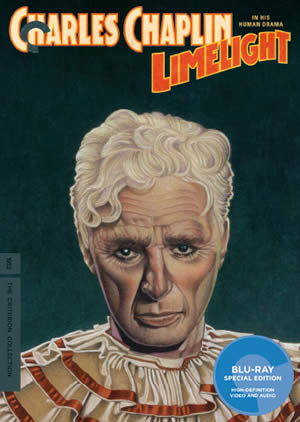 CHARLES CHAPLIN
IN HIS
HUMAN DRAMA
LIMELIGHT
1952
THE CRITERION COLLECTION
BLU-RAY
SPECIAL EDITION
HIGH-DEFINITION
VIDEO AND AUDIO